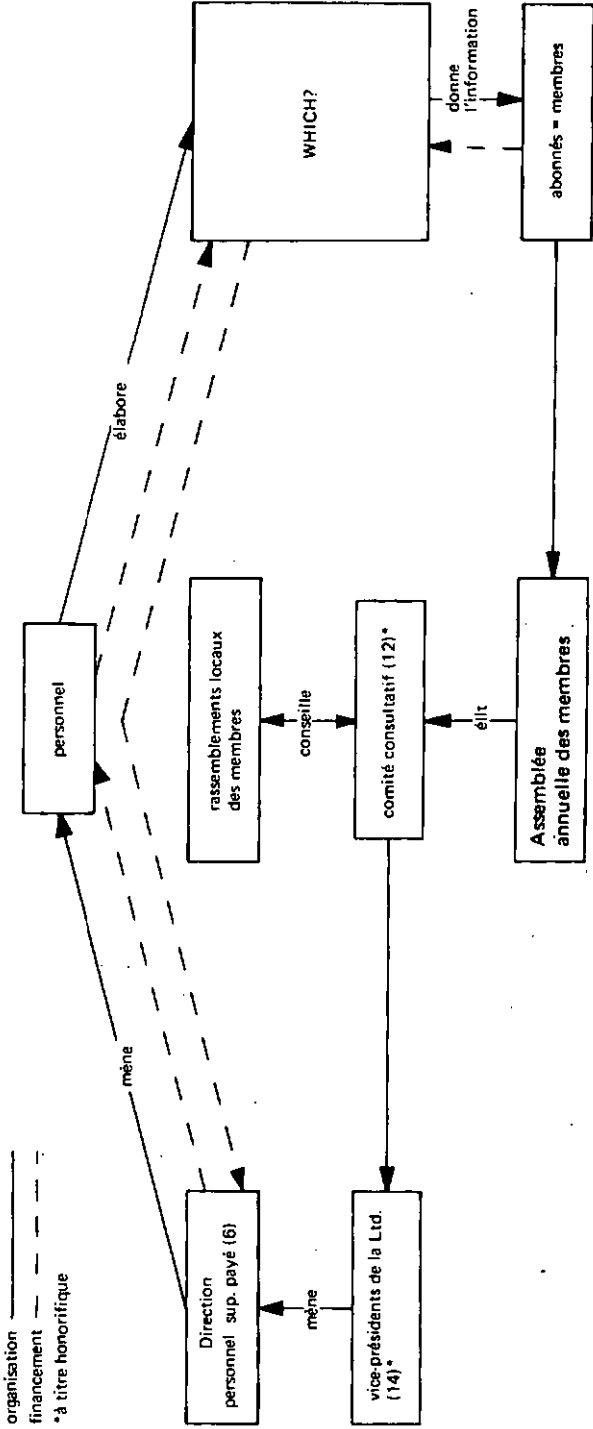 organisation
financement
*à titre honorifique
mène
élabore
personnel
Direction
personnel sup. payé (6)
rassemblements locaux
des membres
WHICH?
mène
conseille
donne
l'information
vice-présidents de la Ltd.
(14)*
comité consultatif (12)*
élit
Assemblée
annuelle des membres
abonnés = membres